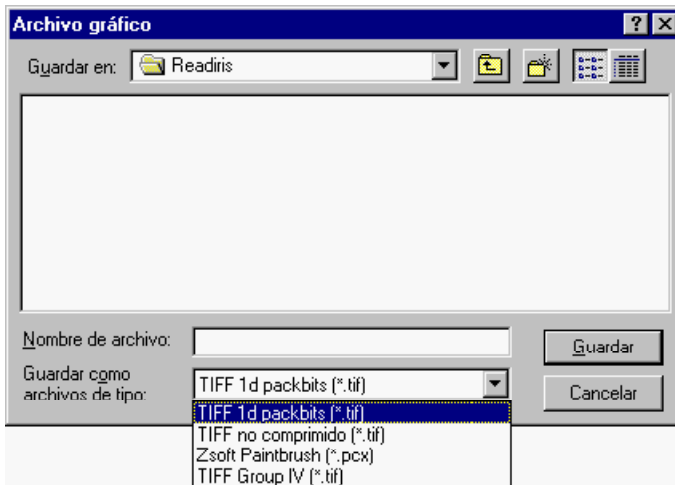 Archivo gráfico
Guardar en: Readiris
Nombre de archivo:
Guardar
Guardar como
archivos de tipo:
TIFF 1d packbits (*.tif)
Cancelar
TIFF 1d packbits (*.tif)
TIFF no comprimido (*.tif)
Zsoft Paintbrush (*.pcx)
TIFF Group IV (*.tif)